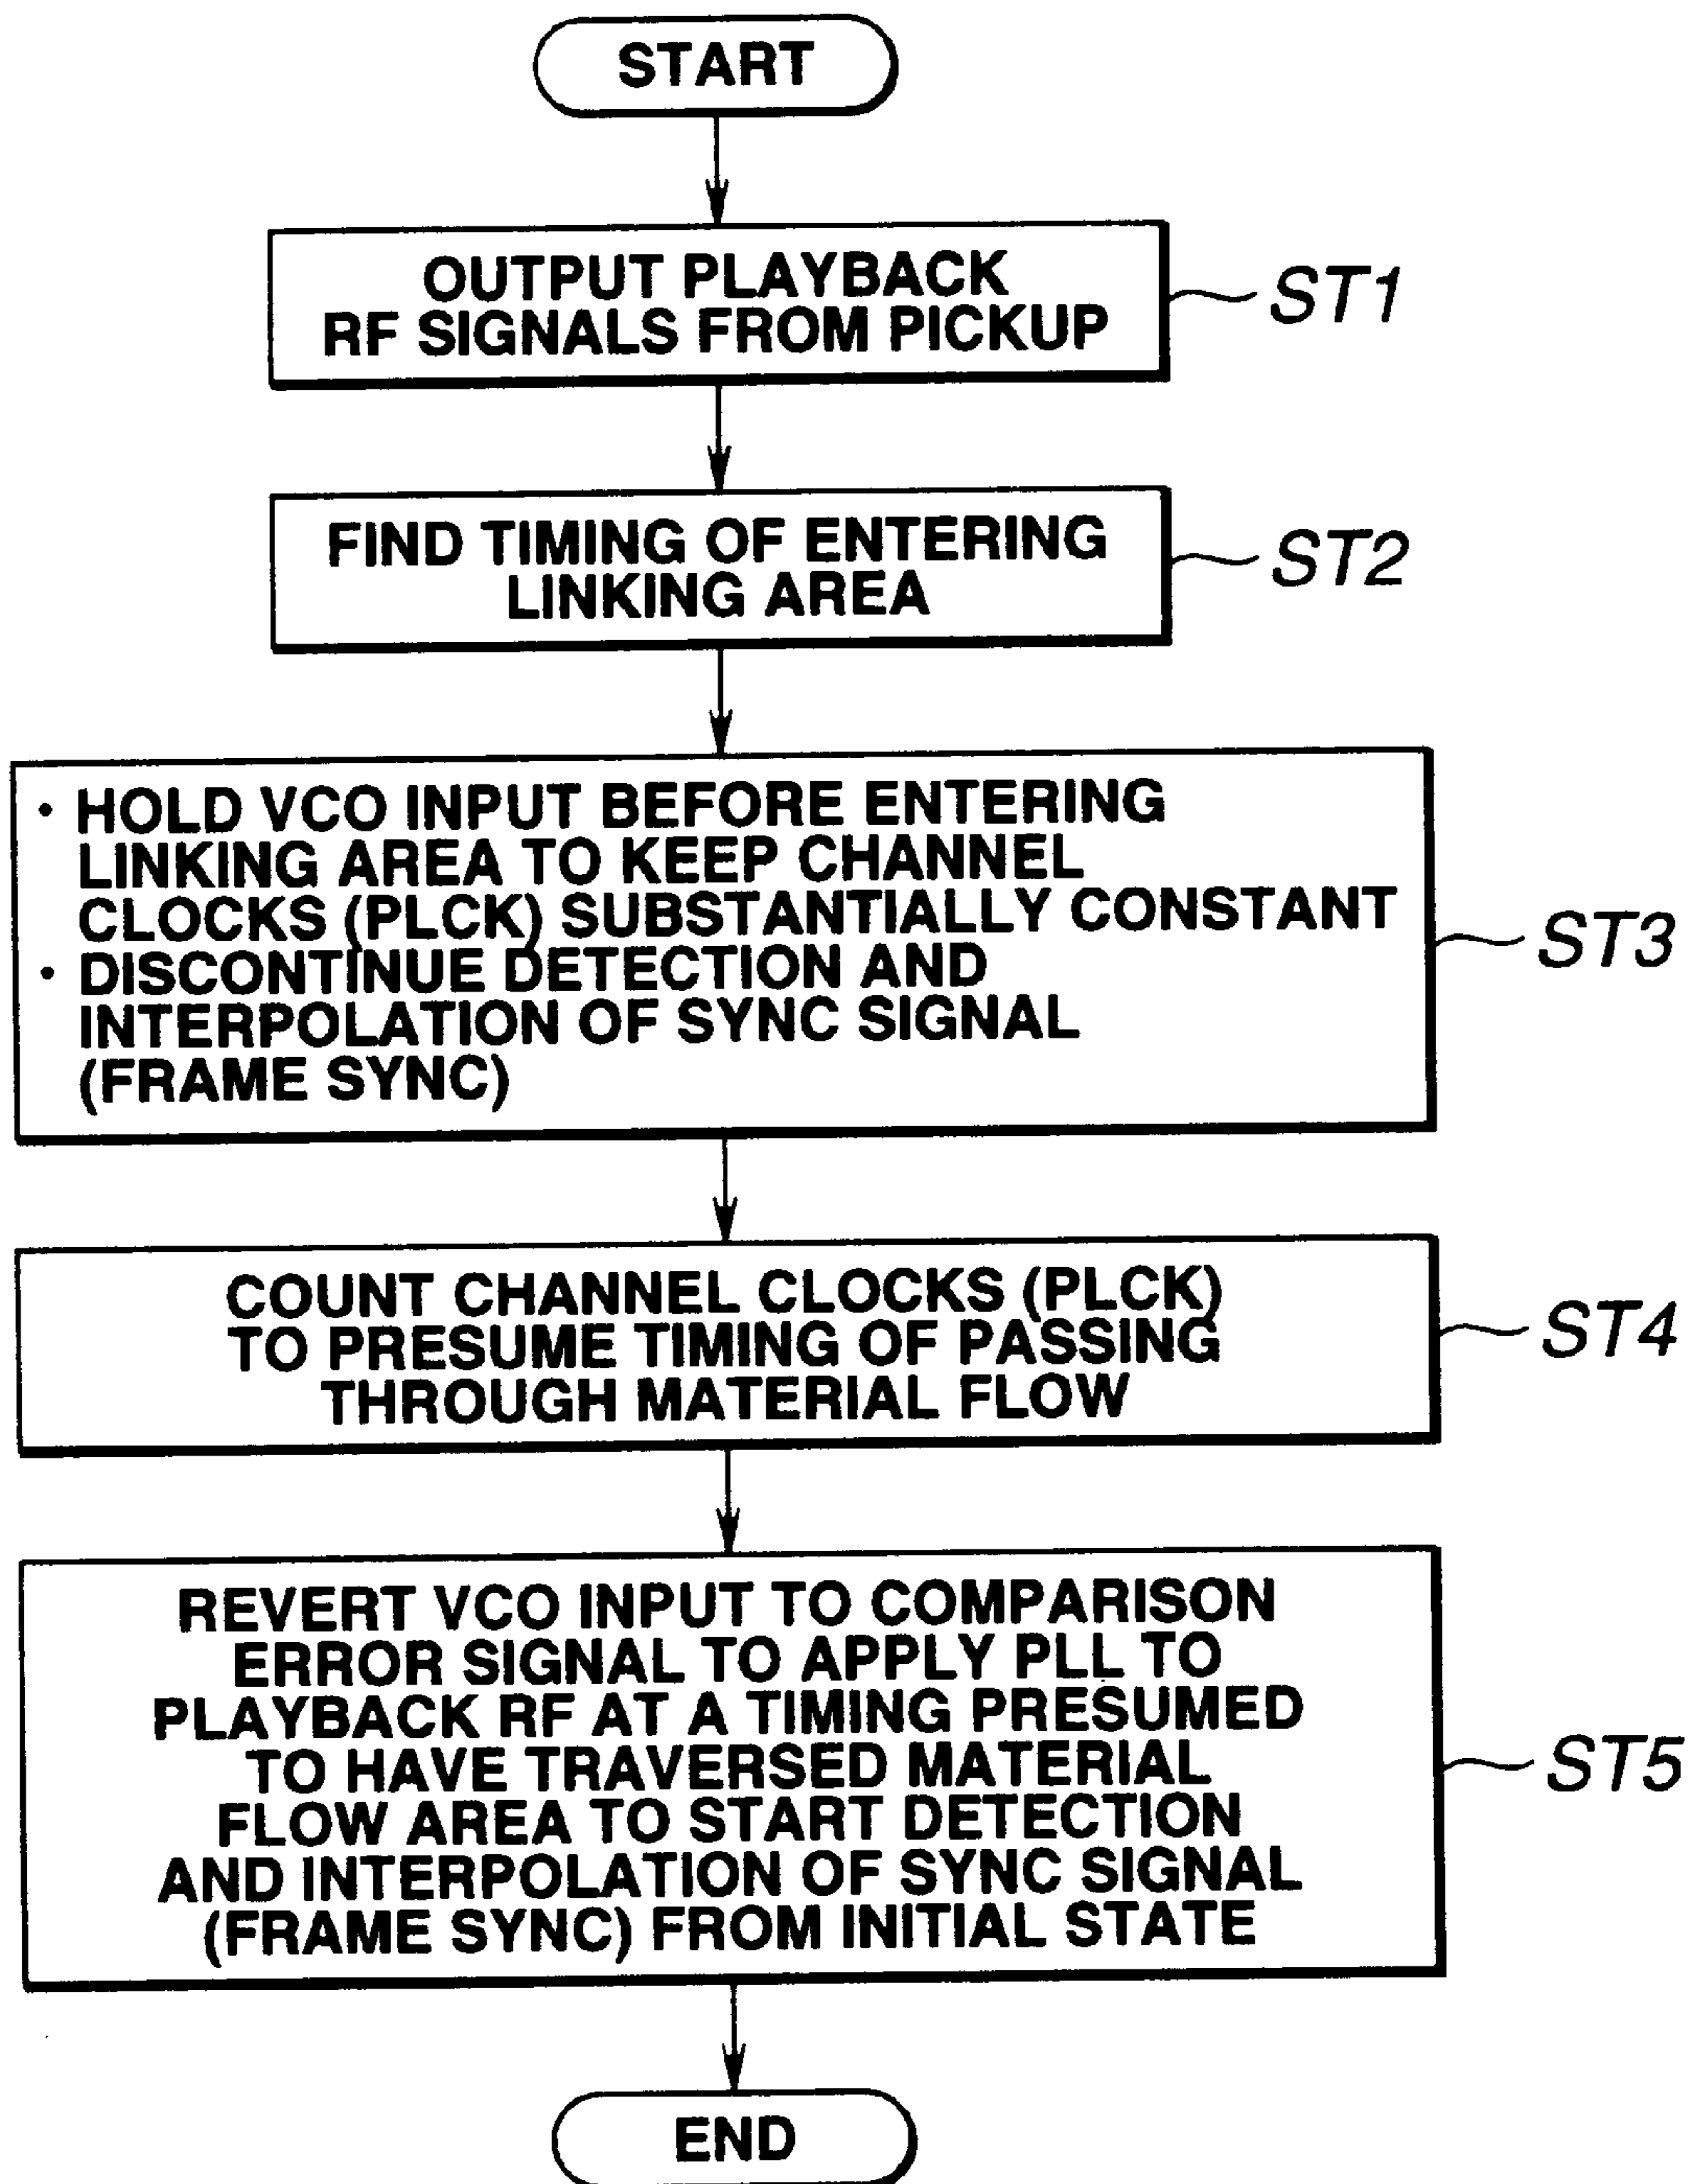 START
OUTPUT PLAYBACK
RF SIGNALS FROM PICKUP
ST1
FIND TIMING OF ENTERING
LINKING AREA
ST2
· HOLD VCO INPUT BEFORE ENTERING
LINKING AREA TO KEEP CHANNEL
CLOCKS (PLCK) SUBSTANTIALLY CONSTANT
· DISCONTINUE DETECTION AND
INTERPOLATION OF SYNC SIGNAL
(FRAME SYNC)
ST3
COUNT CHANNEL CLOCKS (PLCK)
TO PRESUME TIMING OF PASSING
THROUGH MATERIAL FLOW
ST4
REVERT VCO INPUT TO COMPARISON
ERROR SIGNAL TO APPLY PLL TO
PLAYBACK RF AT A TIMING PRESUMED
TO HAVE TRAVERSED MATERIAL
FLOW AREA TO START DETECTION
AND INTERPOLATION OF SYNC SIGNAL
(FRAME SYNC) FROM INITIAL STATE
ST5
END